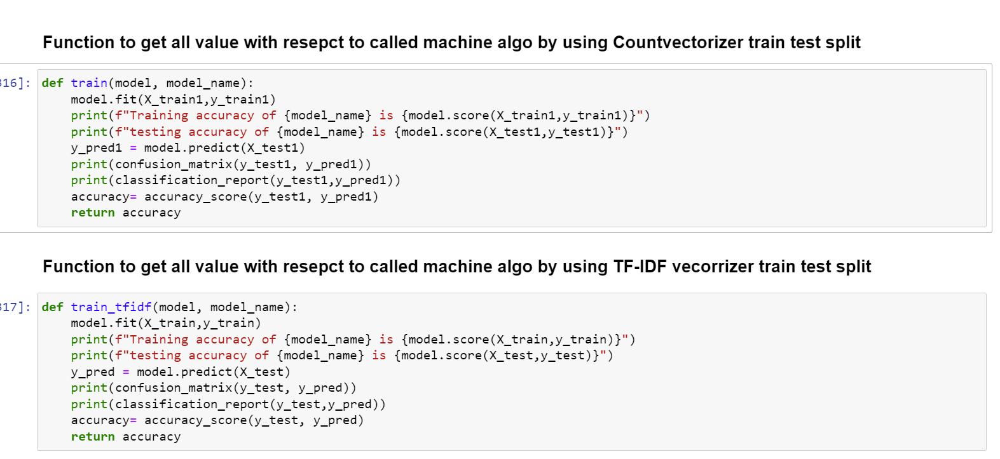 Function to get all value with resepct to called machine algo by using Countvectorizer train test split
316]: def train(model, model_name):
    model.fit(X_train1,y_train1)
    print(f"Training accuracy of {model_name} is {model.score(X_train1,y_train1)}")
    print(f"testing accuracy of {model_name} is {model.score(X_test1,y_test1)}")
    y_pred1 = model.predict(X_test1)
    print(confusion_matrix(y_test1, y_pred1))
    print(classification_report(y_test1,y_pred1))
    accuracy= accuracy_score(y_test1, y_pred1)
    return accuracy
Function to get all value with resepct to called machine algo by using TF-IDF vecorrizer train test split
317]: def train_tfidf(model, model_name):
    model.fit(X_train,y_train)
    print(f"Training accuracy of {model_name} is {model.score(X_train,y_train)}")
    print(f"testing accuracy of {model_name} is {model.score(X_test,y_test)}")
    y_pred = model.predict(X_test)
    print(confusion_matrix(y_test, y_pred))
    print(classification_report(y_test,y_pred))
    accuracy= accuracy_score(y_test, y_pred)
    return accuracy